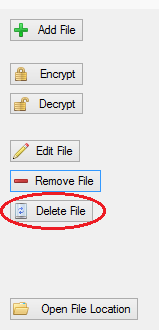 Add File
Encrypt
Decrypt
Edit File
Remove File
Delete File
Open File Location